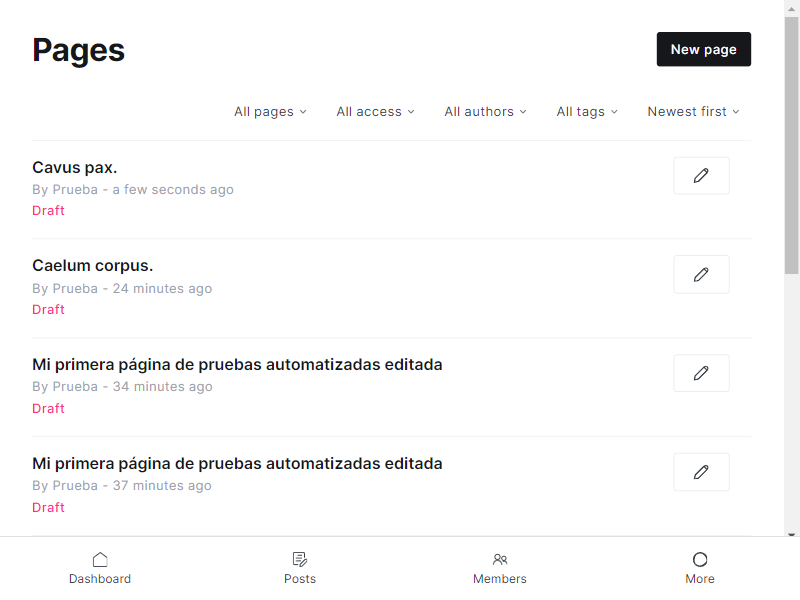 Pages
New page
All pages
All access
All authors
All tags
Newest first
Cavus pax.
By Prueba - a few seconds ago
Draft
Caelum corpus.
By Prueba - 24 minutes ago
Draft
Mi primera página de pruebas automatizadas editada
By Prueba - 34 minutes ago
Draft
Mi primera página de pruebas automatizadas editada
By Prueba - 37 minutes ago
Draft
Dashboard
Posts
Members
More